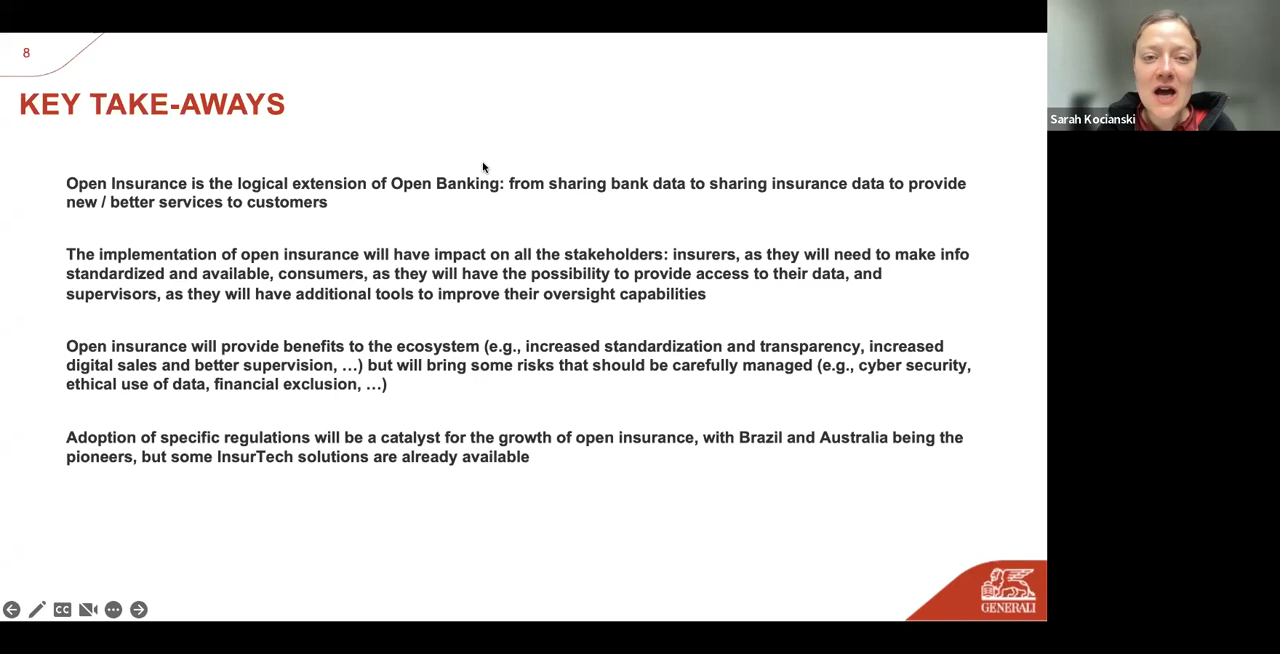 8
KEY TAKE-AWAYS
Sarah Kocianski
Open Insurance is the logical extension of Open Banking: from sharing bank data to sharing insurance data to provide
new / better services to customers
The implementation of open insurance will have impact on all the stakeholders: insurers, as they will need to make info
standardized and available, consumers, as they will have the possibility to provide access to their data, and
supervisors, as they will have additional tools to improve their oversight capabilities
Open insurance will provide benefits to the ecosystem (e.g., increased standardization and transparency, increased
digital sales and better supervision, …) but will bring some risks that should be carefully managed (e.g., cyber security,
ethical use of data, financial exclusion, …)
Adoption of specific regulations will be a catalyst for the growth of open insurance, with Brazil and Australia being the
pioneers, but some InsurTech solutions are already available
CC
GENERALI